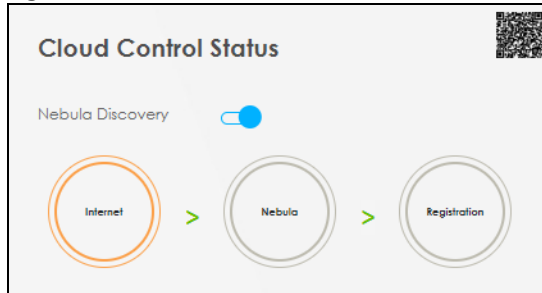 Cloud Control Status
Nebula Discovery
Internet > Nebula > Registration